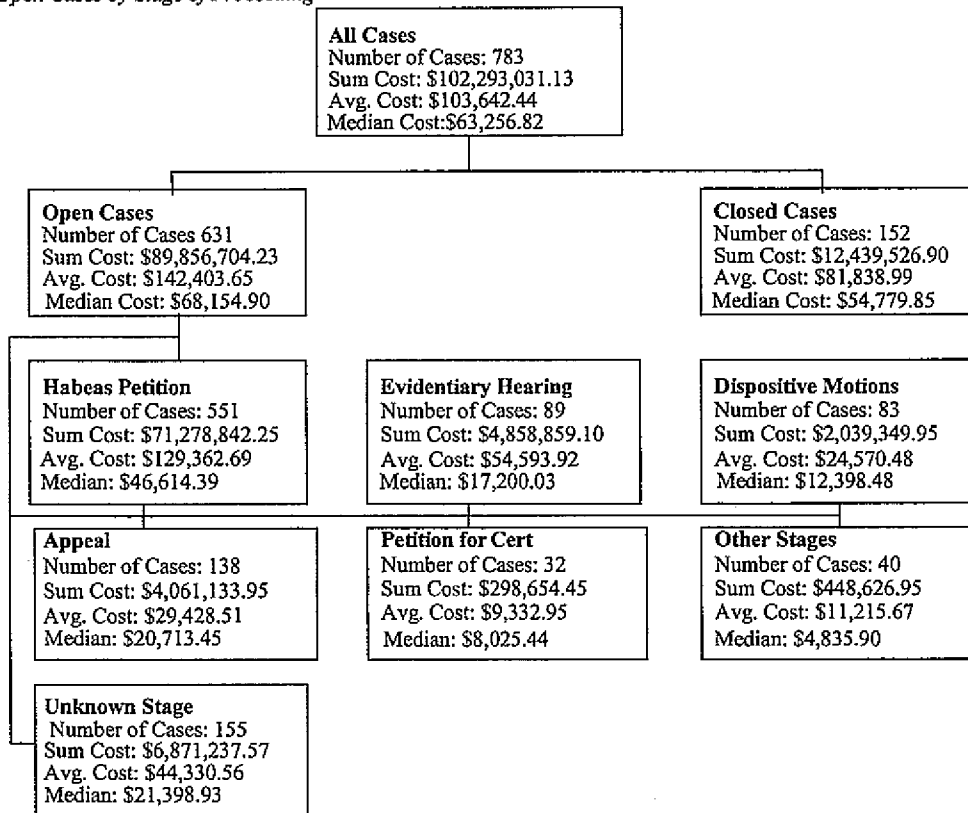 Open Cases by Stage of
All Cases
Number of Cases: 783
Sum Cost: $102,293,031.13
Avg. Cost: $103,642.44
Median Cost:$63,256.82
Open Cases
Number of Cases 631
Sum Cost: $89,856,704.23
Avg. Cost: $142,403.65
Median Cost: $68,154.90
Closed Cases
Number of Cases: 152
Sum Cost: $12,439,526.90
Avg. Cost: $81,838.99
Median Cost: $54,779.85
Habeas Petition
Number of Cases: 551
Sum Cost: $71,278,842.25
Avg. Cost: $129,362.69
Median: $46,614.39
Evidentiary Hearing
Number of Cases: 89
Sum Cost: $4,858,859.10
Avg. Cost: $54,593.92
Median: $17,200.03
Dispositive Motions
Number of Cases: 83
Sum Cost: $2,039,349.95
Avg. Cost: $24,570.48
Median: $12,398.48
Appeal
Number of Cases: 138
Sum Cost: $4,061,133.95
Avg. Cost: $29,428.51
Median: $20,713.45
Petition for Cert
Number of Cases: 32
Sum Cost: $298,654.45
Avg. Cost: $9,332.95
Median: $8,025.44
Other Stages
Number of Cases: 40
Sum Cost: $448,626.95
Avg. Cost: $11,215.67
Median: $4,835.90
Unknown Stage
Number of Cases: 155
Sum Cost: $6,871,237.57
Avg. Cost: $44,330.56
Median: $21,398.93